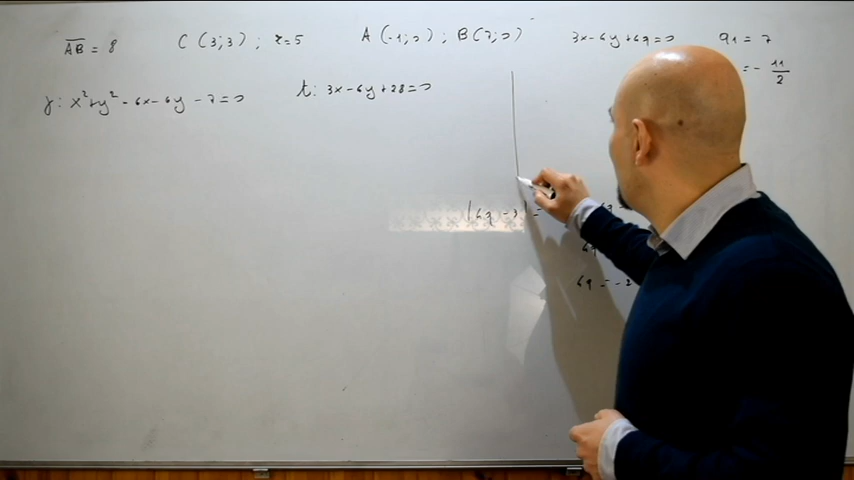 AB = 8 C (3;3) ; r=5 A (-1;0) ; B(7;0) 3x-6y+6q=0 q1 = 7
= - 11/2
γ: x²+y²-6x-6y-7=0 t: 3x-6y+28=0
|6q-3| =
6q = -2